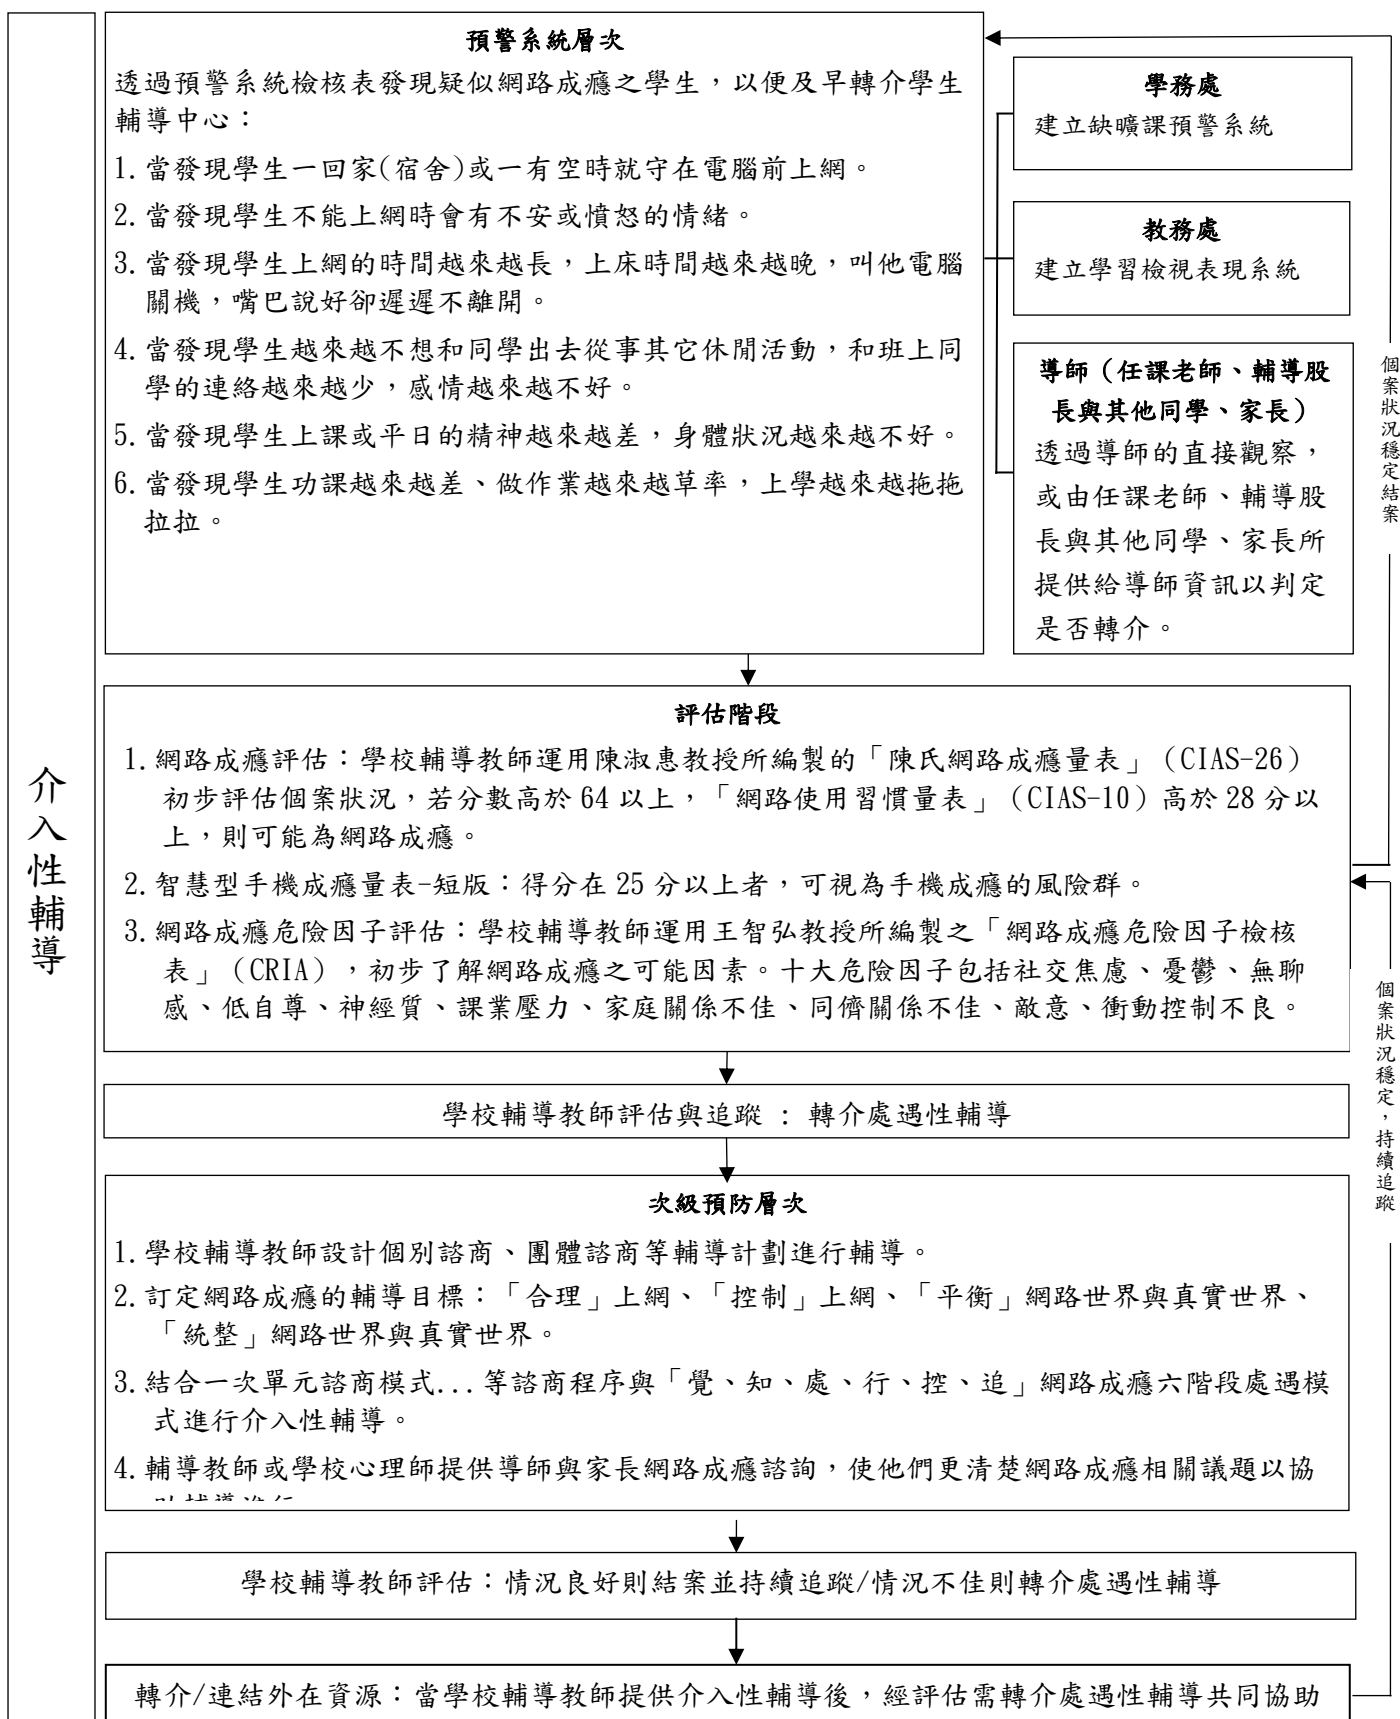 介入性輔導
預警系統層次
透過預警系統檢核表發現疑似網路成癮之學生，以便及早轉介學生
輔導中心：
1.當發現學生一回家(宿舍)或一有空時就守在電腦前上網。
2.當發現學生不能上網時會有不安或憤怒的情緒。
3.當發現學生上網的時間越來越長，上床時間越來越晚，叫他電腦
關機，嘴巴說好卻遲遲不離開。
4.當發現學生越來越不想和同學出去從事其它休閒活動，和班上同
學的連絡越來越少，感情越來越不好。
5.當發現學生上課或平日的精神越來越差，身體狀況越來越不好。
6.當發現學生功課越來越差、做作業越來越草率，上學越來越拖拖
拉拉。
學務處
建立缺曠課預警系統
教務處
建立學習檢視表現系統
導師（任課老師、輔導股
長與其他同學、家長）
透過導師的直接觀察，
或由任課老師、輔導股
長與其他同學、家長所
提供給導師資訊以判定
是否轉介。
個案狀況穩定結案
評估階段
1.網路成癮評估：學校輔導教師運用陳淑惠教授所編製的「陳氏網路成癮量表」（CIAS-26）
初步評估個案狀況，若分數高於 64 以上，「網路使用習慣量表」（CIAS-10）高於 28 分以
上，則可能為網路成癮。
2.智慧型手機成癮量表-短版：得分在 25 分以上者，可視為手機成癮的風險群。
3.網路成癮危險因子評估：學校輔導教師運用王智弘教授所編製之「網路成癮危險因子檢核
表」（CRIA），初步了解網路成癮之可能因素。十大危險因子包括社交焦慮、憂鬱、無聊
感、低自尊、神經質、課業壓力、家庭關係不佳、同儕關係不佳、敵意、衝動控制不良。
個案狀況穩定，持續追蹤
學校輔導教師評估與追蹤 : 轉介處遇性輔導
次級預防層次
1.學校輔導教師設計個別諮商、團體諮商等輔導計劃進行輔導。
2.訂定網路成癮的輔導目標：「合理」上網、「控制」上網、「平衡」網路世界與真實世界、
「統整」網路世界與真實世界。
3.結合一次單元諮商模式...等諮商程序與「覺、知、處、行、控、追」網路成癮六階段處遇模
式進行介入性輔導。
4.輔導教師或學校心理師提供導師與家長網路成癮諮詢，使他們更清楚網路成癮相關議題以協
學校輔導教師評估：情況良好則結案並持續追蹤/情況不佳則轉介處遇性輔導
轉介/連結外在資源：當學校輔導教師提供介入性輔導後，經評估需轉介處遇性輔導共同協助